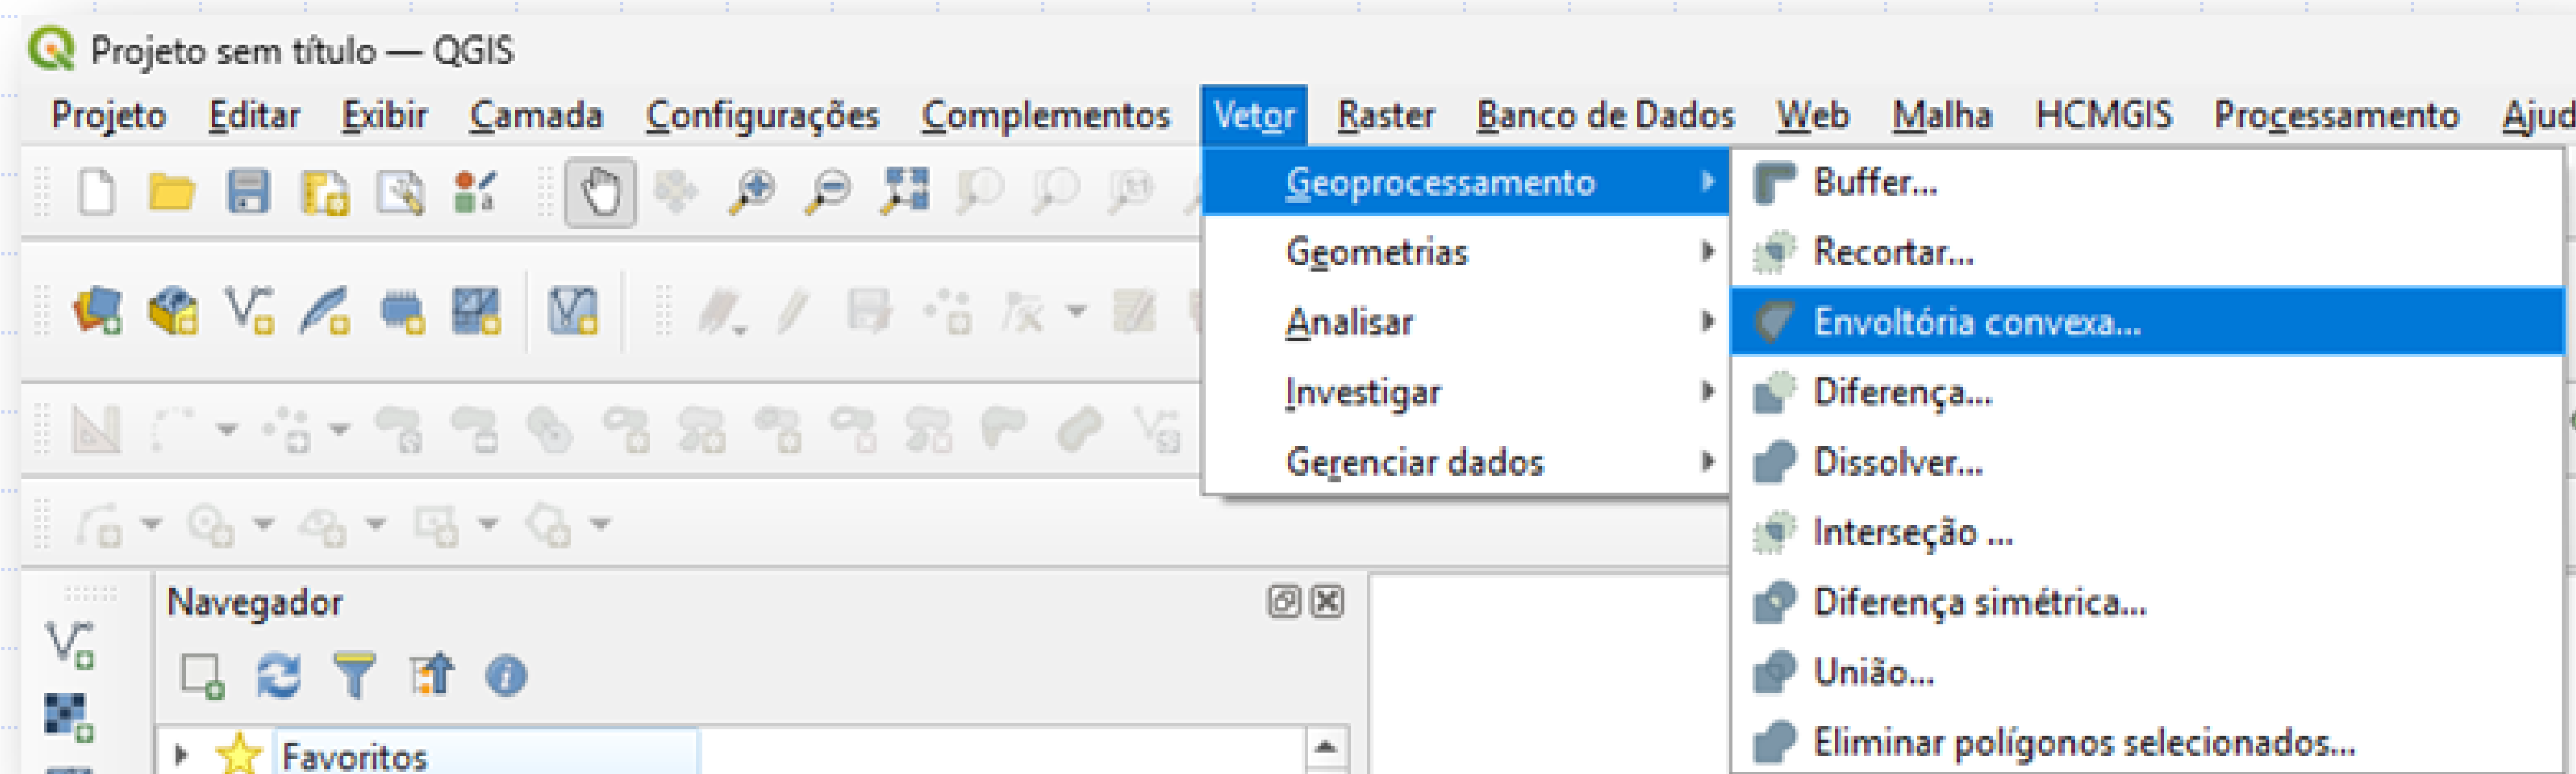 Projeto sem título — QGIS
Projeto Editar Exibir Camada Configurações Complementos Vetor Raster Banco de Dados Web Malha HCMGIS Processamento Ajud
Geoprocessamento
Geometrias
Analisar
Investigar
Gerenciar dados
Buffer...
Recortar...
Envoltória convexa...
Diferença...
Dissolver...
Interseção ...
Diferença simétrica...
União...
Eliminar polígonos selecionados...
Navegador
Favoritos